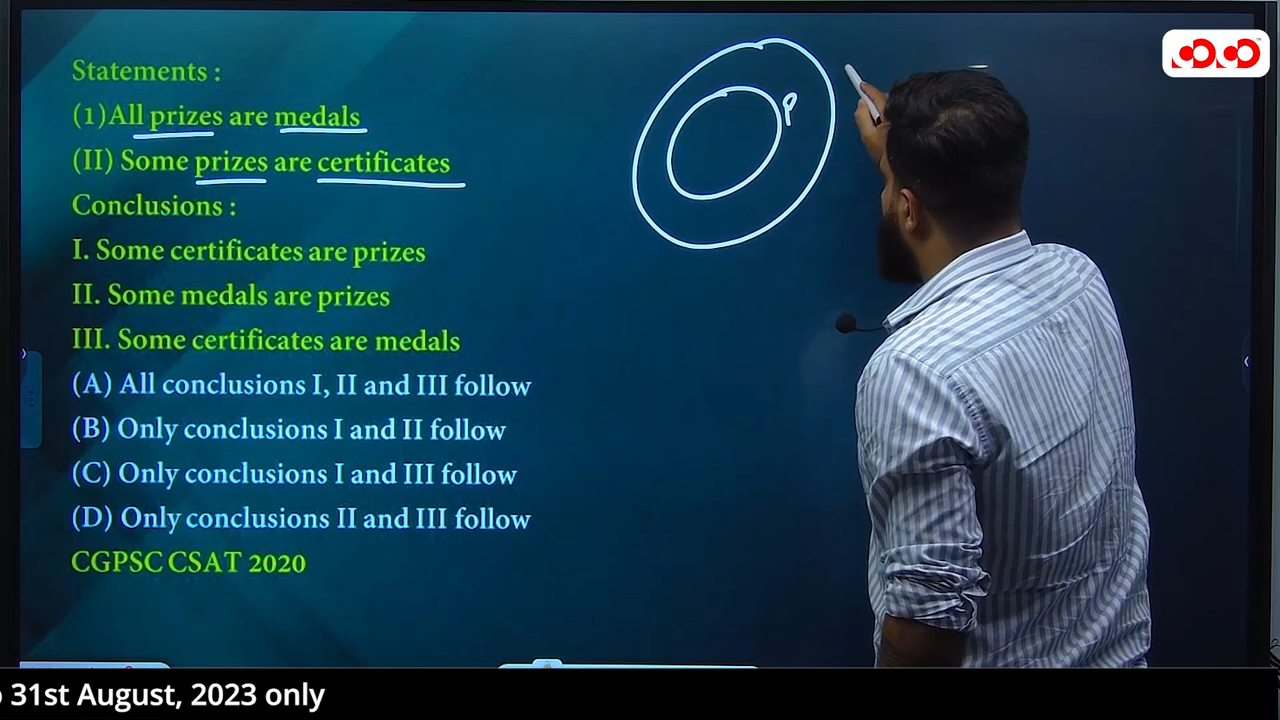 Statements :
(1)All prizes are medals
(II) Some prizes are certificates
Conclusions :
I. Some certificates are prizes
II. Some medals are prizes
III. Some certificates are medals
(A) All conclusions I, II and III follow
(B) Only conclusions I and II follow
(C) Only conclusions I and III follow
(D) Only conclusions II and III follow
CGPSC CSAT 2020
P
31st August, 2023 only